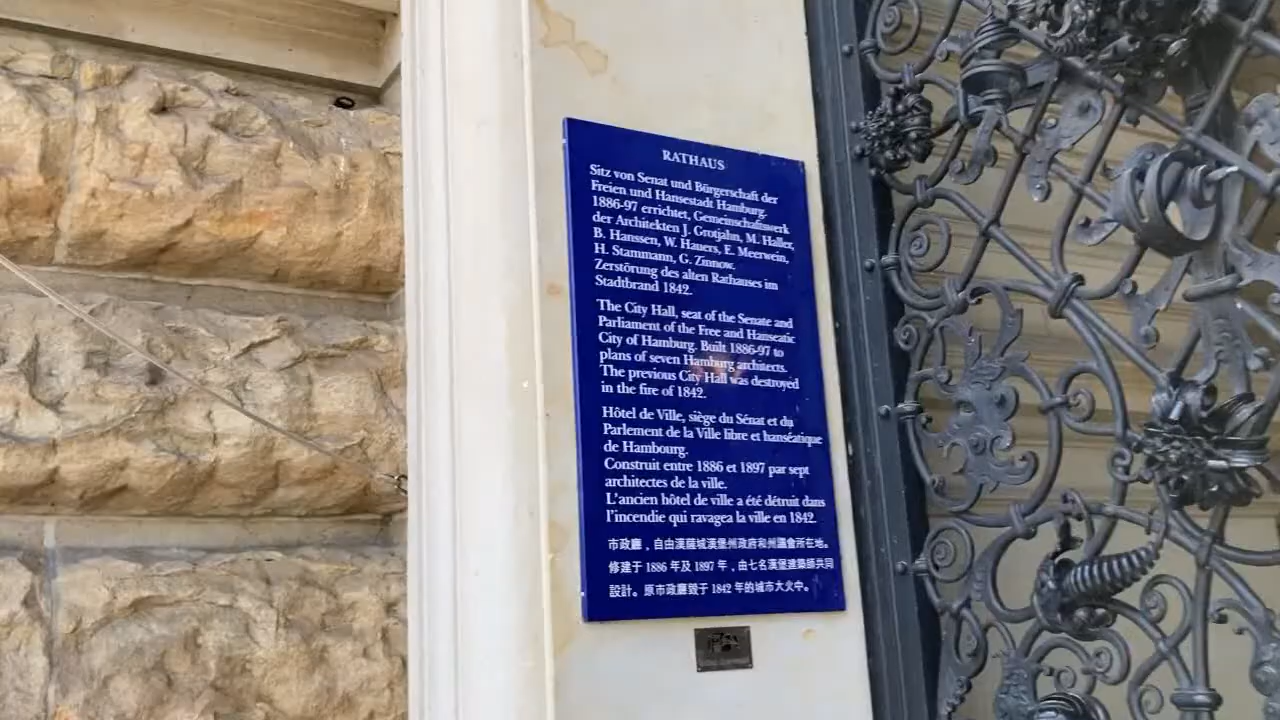 RATHAUS
Sitz von Senat und Bürgerschaft der
Freien und Hansestadt Hamburg.
1886-97 errichtet, Gemeinschaftswerk
der Architekten J. Grotjahn, M. Haller,
B. Hanssen, W. Hauers, E. Meerwein,
H. Stammann, G. Zinnow.
Zerstörung des alten Rathauses im
Stadtbrand 1842.
The City Hall, seat of the Senate and
Parliament of the Free and Hanseatic
City of Hamburg. Built 1886-97 to
plans of seven Hamburg architects.
The previous City Hall was destroyed
in the fire of 1842.
Hôtel de Ville, siège du Sénat et du
Parlement de la Ville libre et hanséatique
de Hambourg.
Construit entre 1886 et 1897 par sept
architectes de la ville.
L'ancien hôtel de ville a été détruit dans
l'incendie qui ravagea la ville en 1842.
市政廳，自由漢薩城漢堡州政府和州議會所在地。
修建于 1886 年及 1897 年，由七名漢堡建築師共同
設計。原市政廳毀于 1842 年的城市大火中。